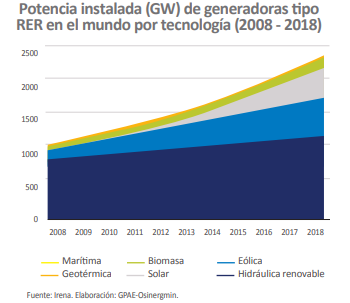 Potencia instalada (GW) de generadoras tipo
RER en el mundo por tecnología (2008 - 2018)
2500
2000
1500
1000
500
0
2008 2009 2010 2011 2012 2013 2014 2015 2016 2017 2018
Marítima Biomasa Eólica
Geotérmica Solar Hidráulica renovable
Fuente: Irena. Elaboración: GPAE-Osinergmin.